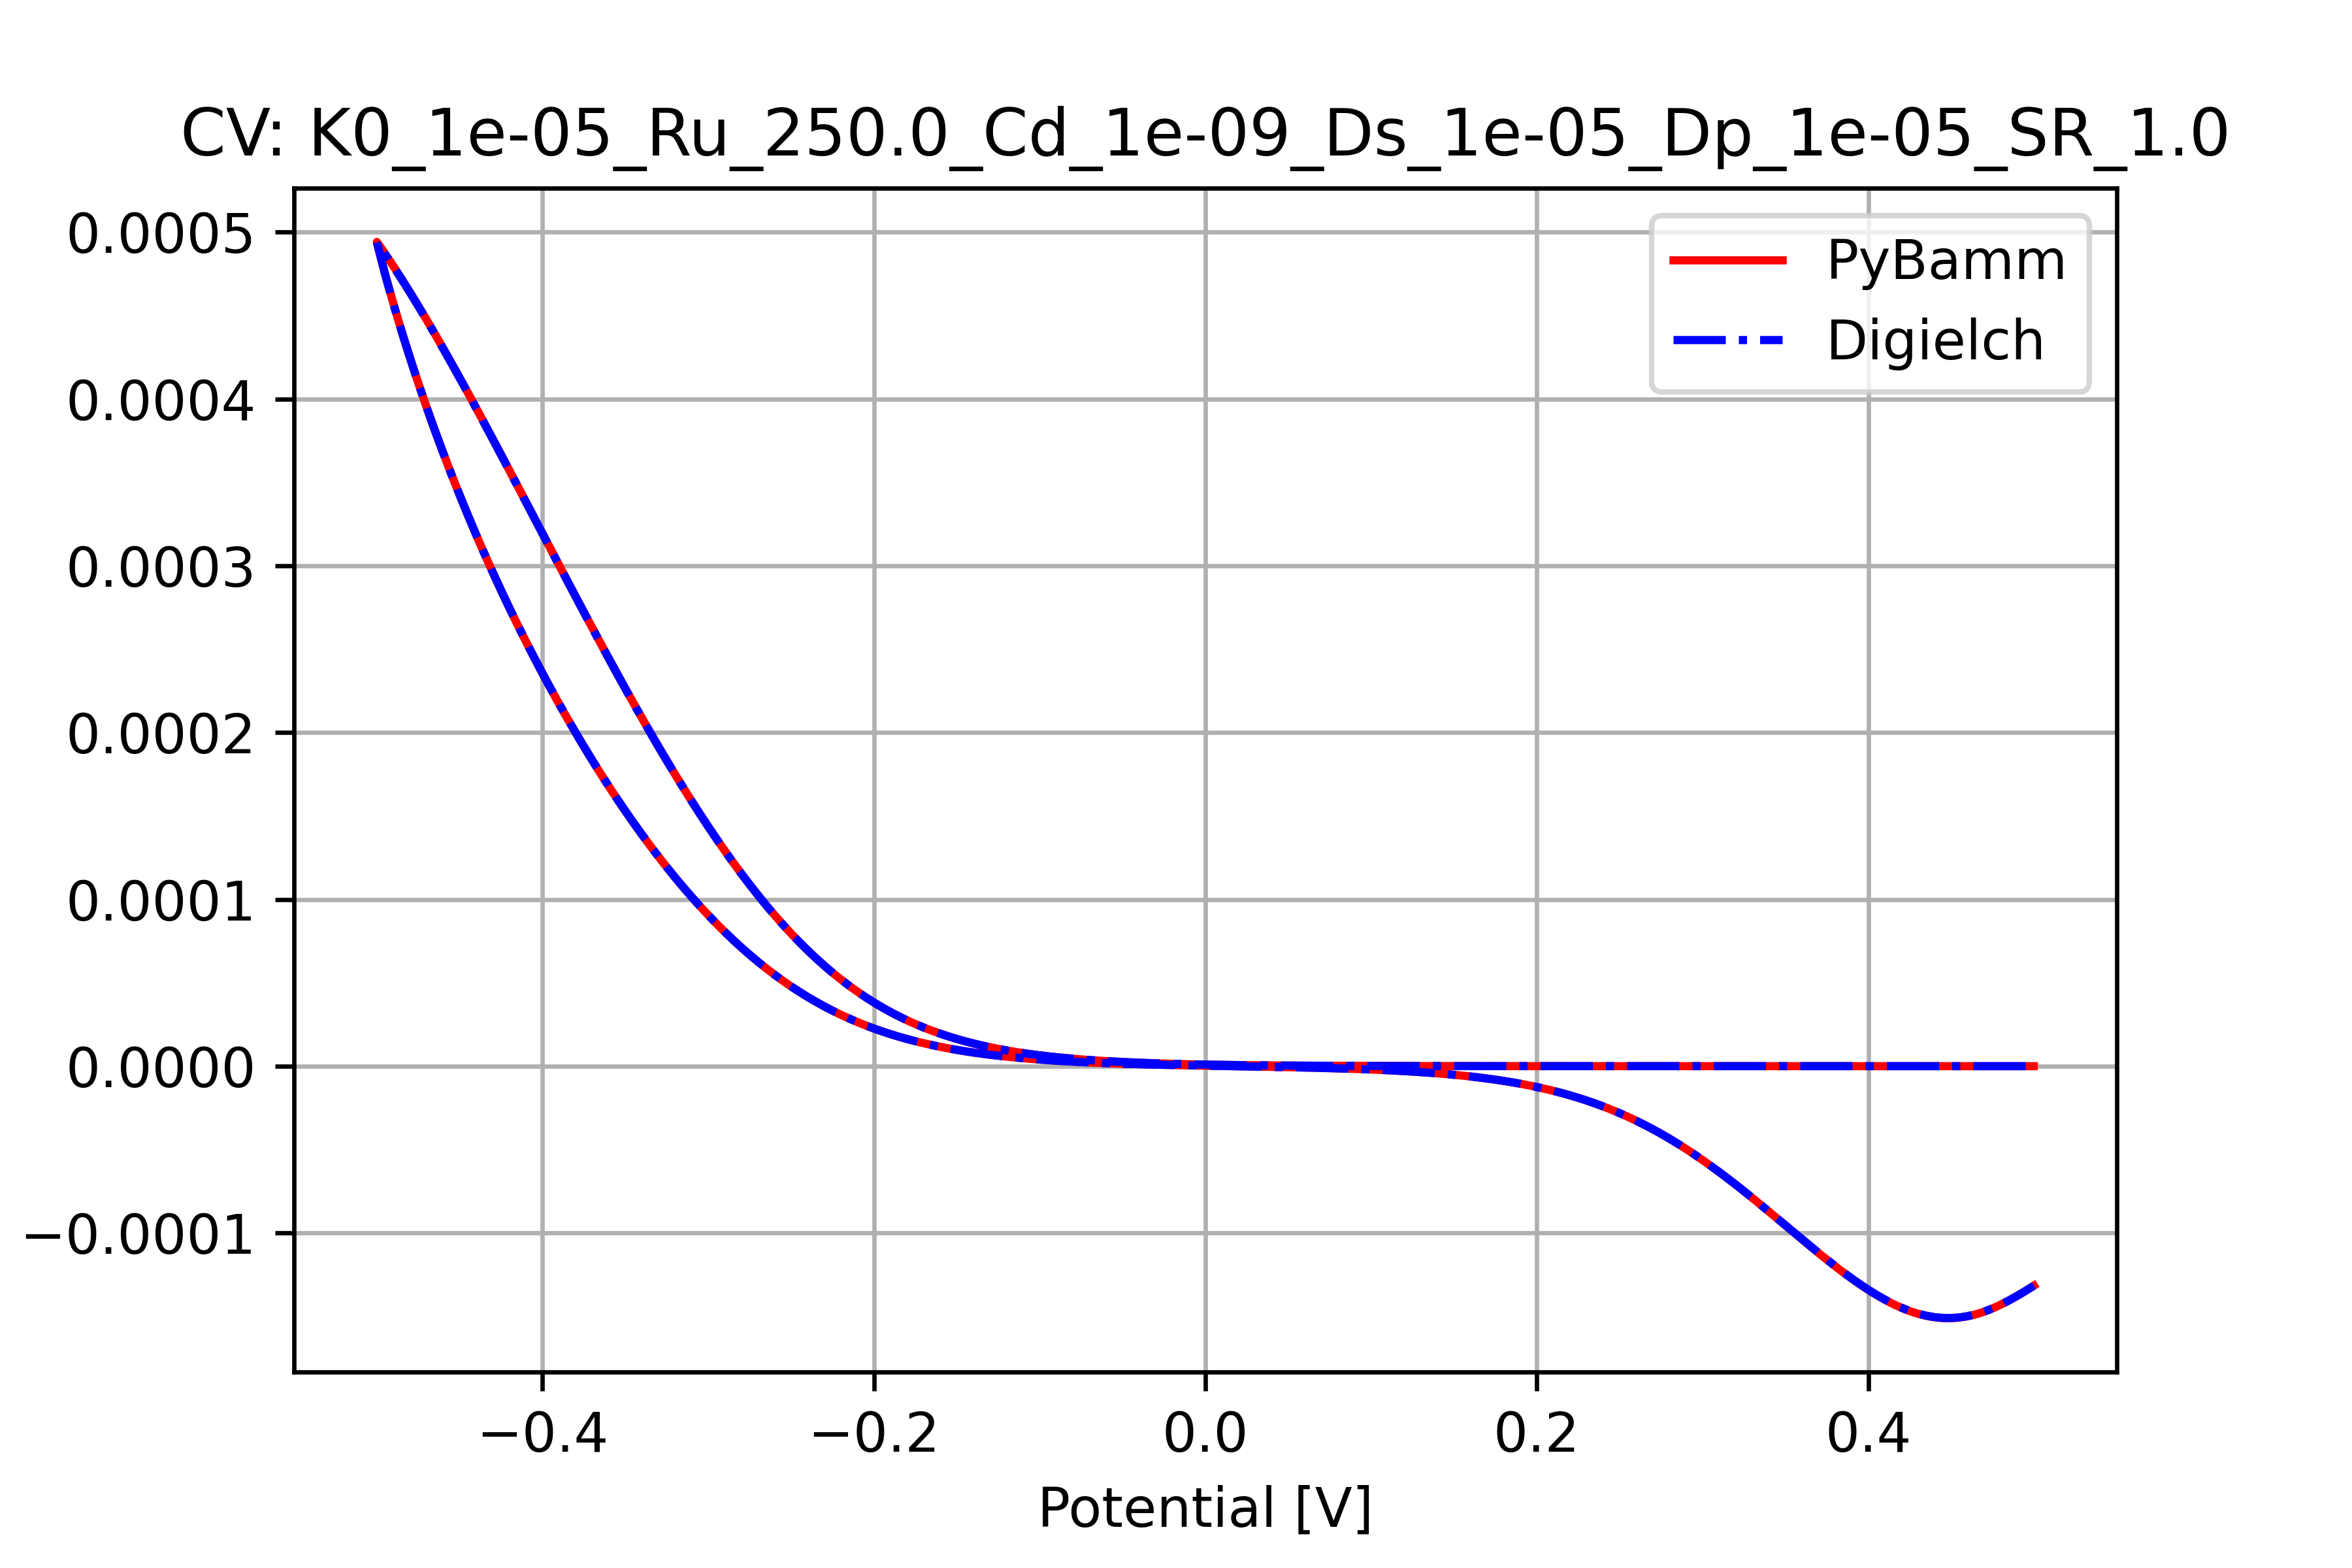 CV: K0_1e-05_Ru_250.0_Cd_1e-09_Ds_1e-05_Dp_1e-05_SR_1.0
PyBamm
Digielch
0.0005
0.0004
0.0003
0.0002
0.0001
0.0000
−0.0001
−0.4 −0.2 0.0 0.2 0.4
Potential [V]